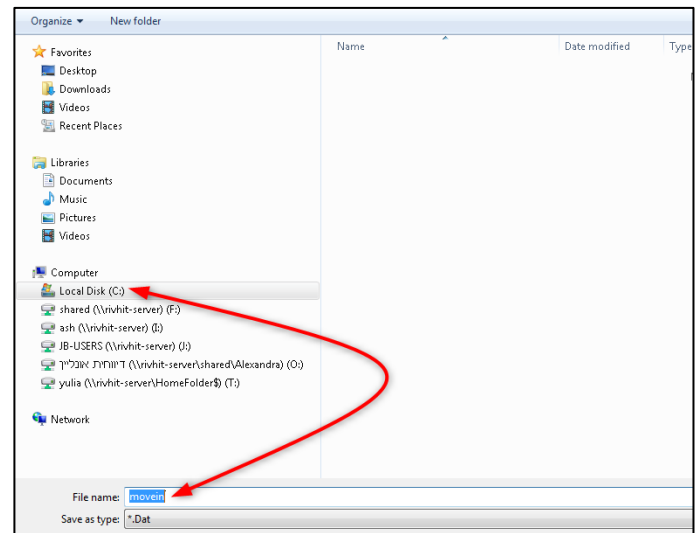 Organize New folder
Name Date modified Type
Favorites
Desktop
Downloads
Videos
Recent Places
Libraries
Documents
Music
Pictures
Videos
Computer
Local Disk (C:)
shared (\\rivhit-server) (F:)
ash (\\rivhit-server) (I:)
JB-USERS (\\rivhit-server) (J:)
דיווחית אונלייך (\\rivhit-server\shared\Alexandra) (O:)
yulia (\\rivhit-server\HomeFolder$) (T:)
Network
File name: movein
Save as type: *.Dat